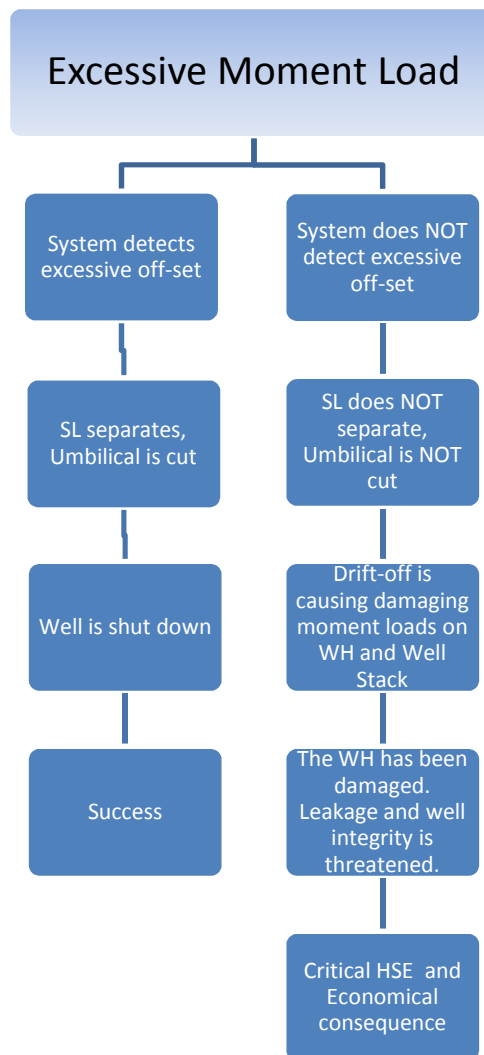 Excessive Moment Load
System detects
excessive off-set
System does NOT
detect excessive
off-set
SL separates,
Umbilical is cut
SL does NOT
separate,
Umbilical is NOT
cut
Well is shut down
Drift-off is
causing damaging
moment loads on
WH and Well
Stack
Success
The WH has been
damaged.
Leakage and well
integrity is
threatened.
Critical HSE and
Economical
consequence